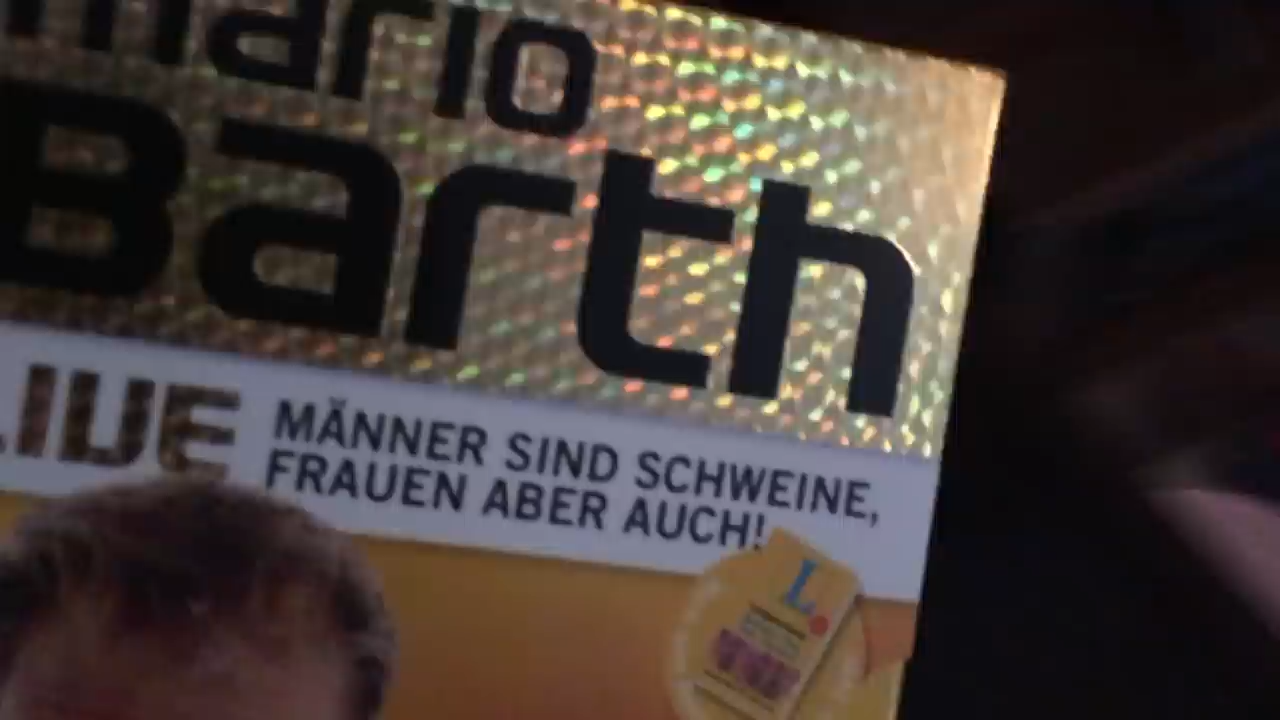 mario
Barth
LIVE
MÄNNER SIND SCHWEINE,
FRAUEN ABER AUCH!
L.